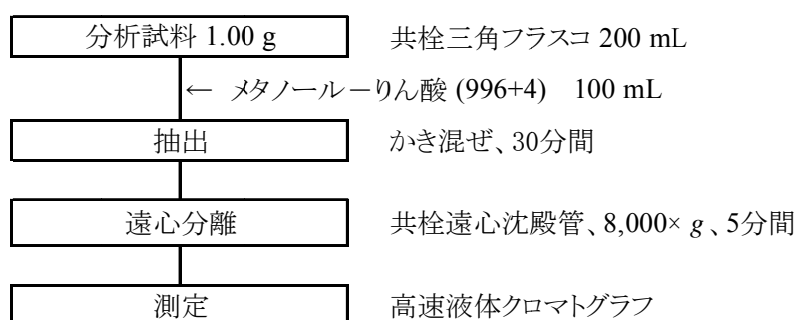 分析試料 1.00 g 共栓三角フラスコ 200 mL
← メタノール－りん酸 (996+4) 100 mL
抽出 かき混ぜ、30分間
遠心分離 共栓遠心沈殿管、8,000× g 、5分間
測定 高速液体クロマトグラフ